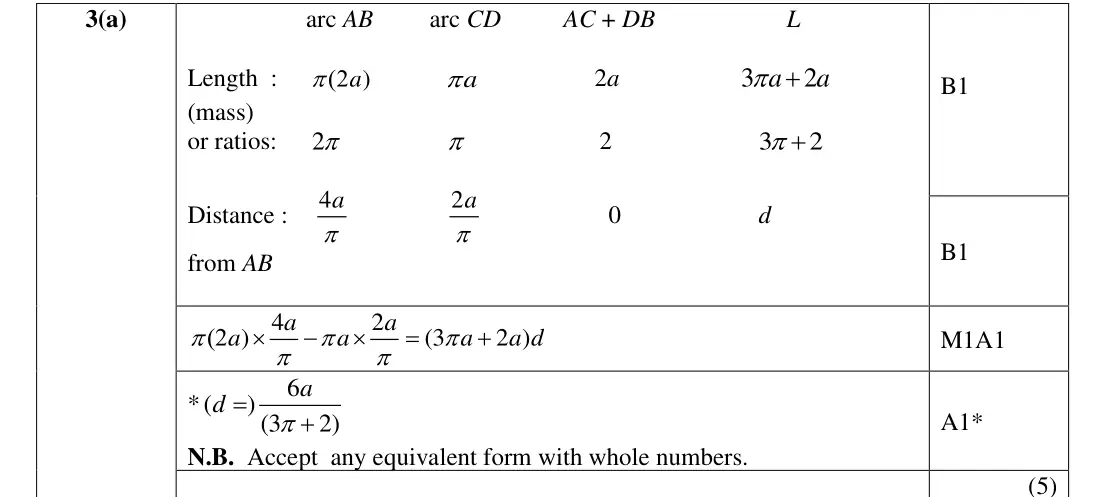 3(a) arc AB arc CD AC + DB L
Length : π(2a) πa 2a 3πa + 2a B1
(mass)
or ratios: 2π π 2 3π + 2
Distance : 4a/π 2a/π 0 d
from AB B1
π(2a) × 4a/π − πa × 2a/π = (3πa + 2a)d M1A1
* (d =) 6a/(3π + 2) A1*
N.B. Accept any equivalent form with whole numbers.
(5)